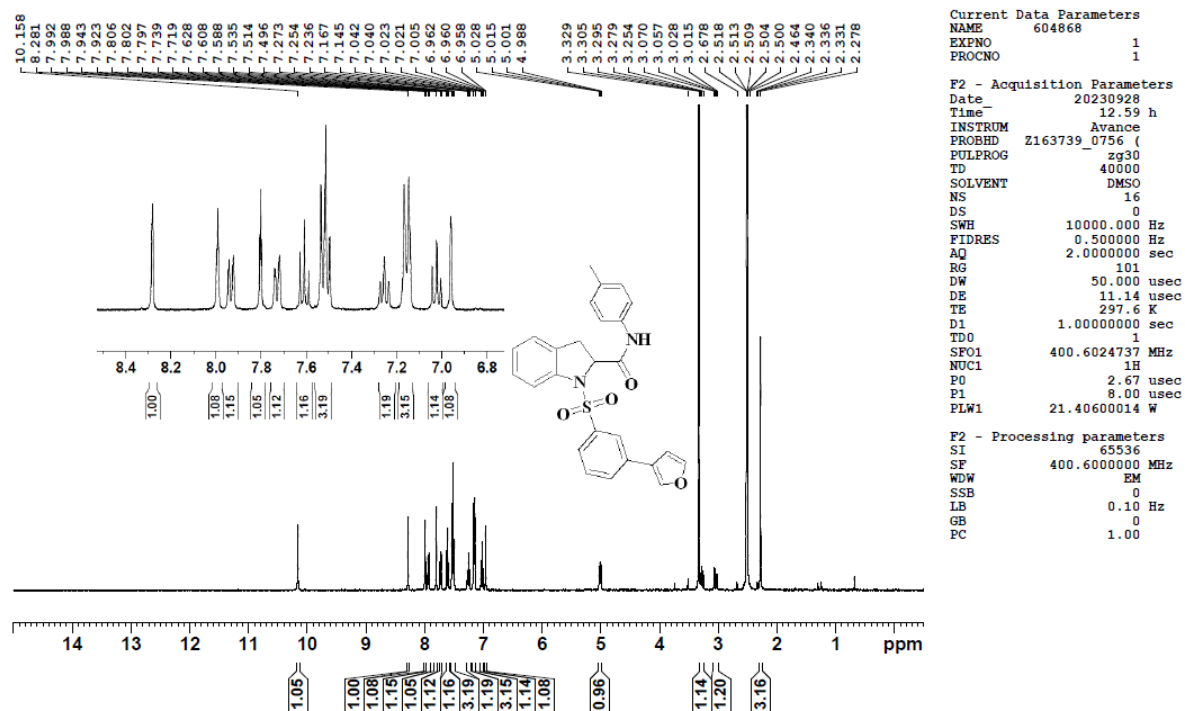 10.158
8.281
7.992
7.988
7.943
7.923
7.806
7.802
7.797
7.739
7.719
7.628
7.608
7.588
7.535
7.514
7.496
7.273
7.254
7.236
7.167
7.145
7.042
7.040
7.023
7.021
7.005
6.962
6.960
6.958
5.028
5.015
5.001
4.988
3.329
3.305
3.295
3.279
3.254
3.070
3.057
3.028
3.015
2.678
2.518
2.513
2.509
2.504
2.500
2.464
2.340
2.336
2.331
2.278
8.4 8.2 8.0 7.8 7.6 7.4 7.2 7.0 6.8
1.00 1.08 1.15 1.05 1.12 1.16 3.19 1.19 3.15 1.14 1.08
NH
O
N
O S O
O
14 13 12 11 10 9 8 7 6 5 4 3 2 1 ppm
1.05 1.00 1.08 1.15 1.05 1.12 1.16 3.19 1.19 3.15 1.14 1.08 0.96 1.14 1.20 3.16
Current Data Parameters
NAME 604868
EXPNO 1
PROCNO 1
F2 - Acquisition Parameters
Date_ 20230928
Time 12.59 h
INSTRUM Avance
PROBHD Z163739_0756 (
PULPROG zg30
TD 40000
SOLVENT DMSO
NS 16
DS 0
SWH 10000.000 Hz
FIDRES 0.500000 Hz
AQ 2.0000000 sec
RG 101
DW 50.000 usec
DE 11.14 usec
TE 297.6 K
D1 1.00000000 sec
TD0 1
SFO1 400.6024737 MHz
NUC1 1H
P0 2.67 usec
P1 8.00 usec
PLW1 21.40600014 W
F2 - Processing parameters
SI 65536
SF 400.6000000 MHz
WDW EM
SSB 0
LB 0.10 Hz
GB 0
PC 1.00